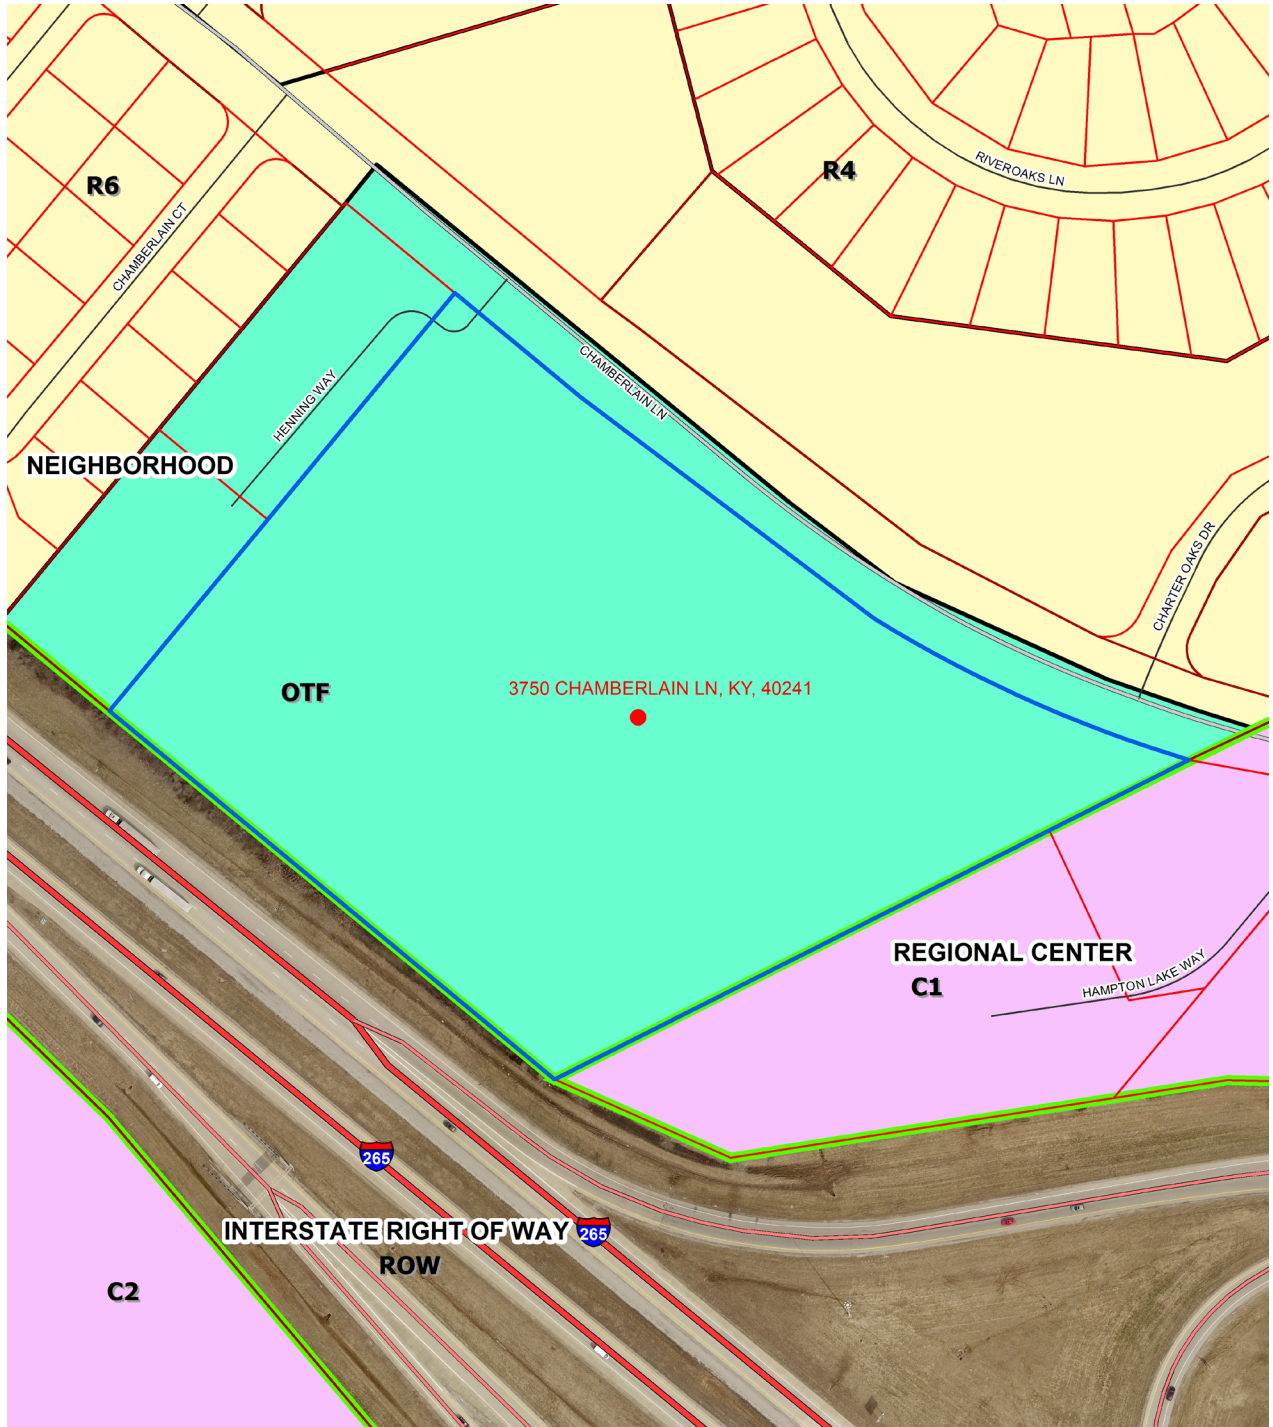 RIVEROAKS LN
R4
R6
CHAMBERLAIN CT
CHAMBERLAIN LN
HENNING WAY
NEIGHBORHOOD
CHARTER OAKS DR
OTF
3750 CHAMBERLAIN LN, KY, 40241
REGIONAL CENTER
C1
HAMPTON LAKE WAY
265
265
INTERSTATE RIGHT OF WAY
ROW
C2